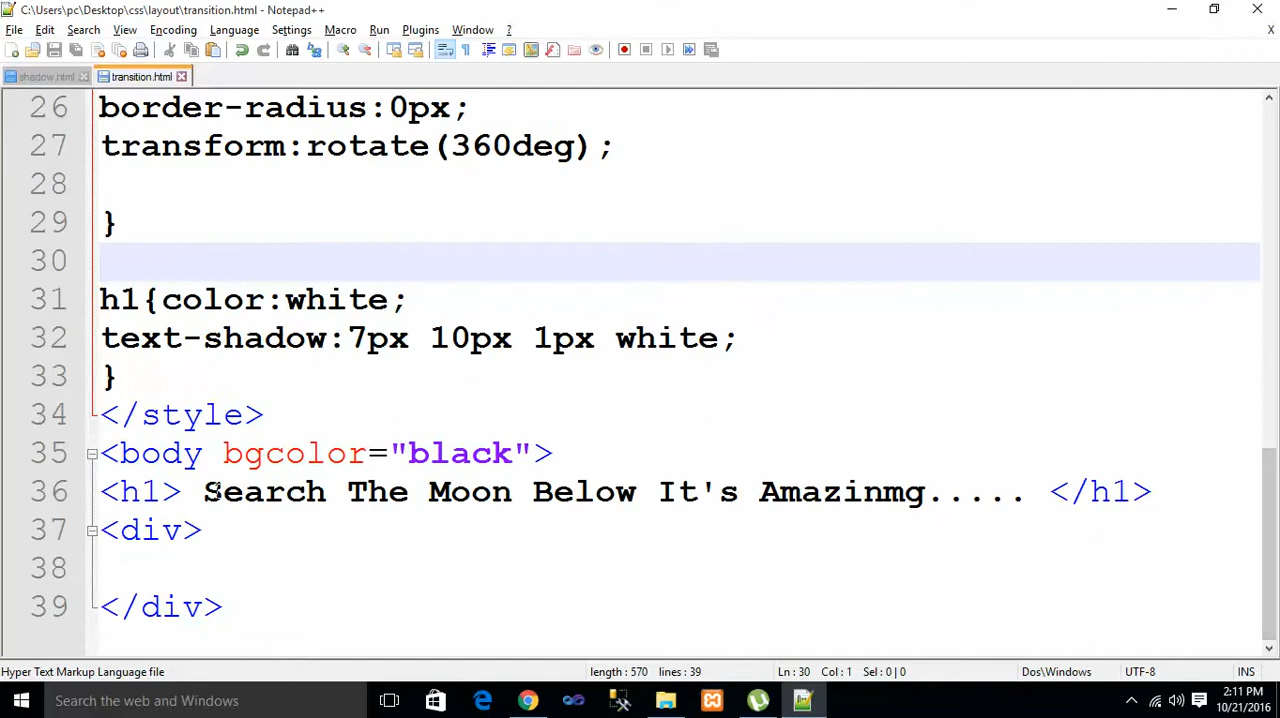 C:\Users\pc\Desktop\css\layout\transition.html - Notepad++
File Edit Search View Encoding Language Settings Macro Run Plugins Window ? X
shadow.html transition.html
26 border-radius:0px;
27 transform:rotate(360deg);
28
29 }
30
31 h1{color:white;
32 text-shadow:7px 10px 1px white;
33 }
34 </style>
35 <body bgcolor="black">
36 <h1> Search The Moon Below It's Amazinmg..... </h1>
37 <div>
38
39 </div>
Hyper Text Markup Language file length : 570 lines : 39 Ln : 30 Col : 1 Sel : 0 | 0 Dos\Windows UTF-8 INS
Search the web and Windows 2:11 PM
10/21/2016